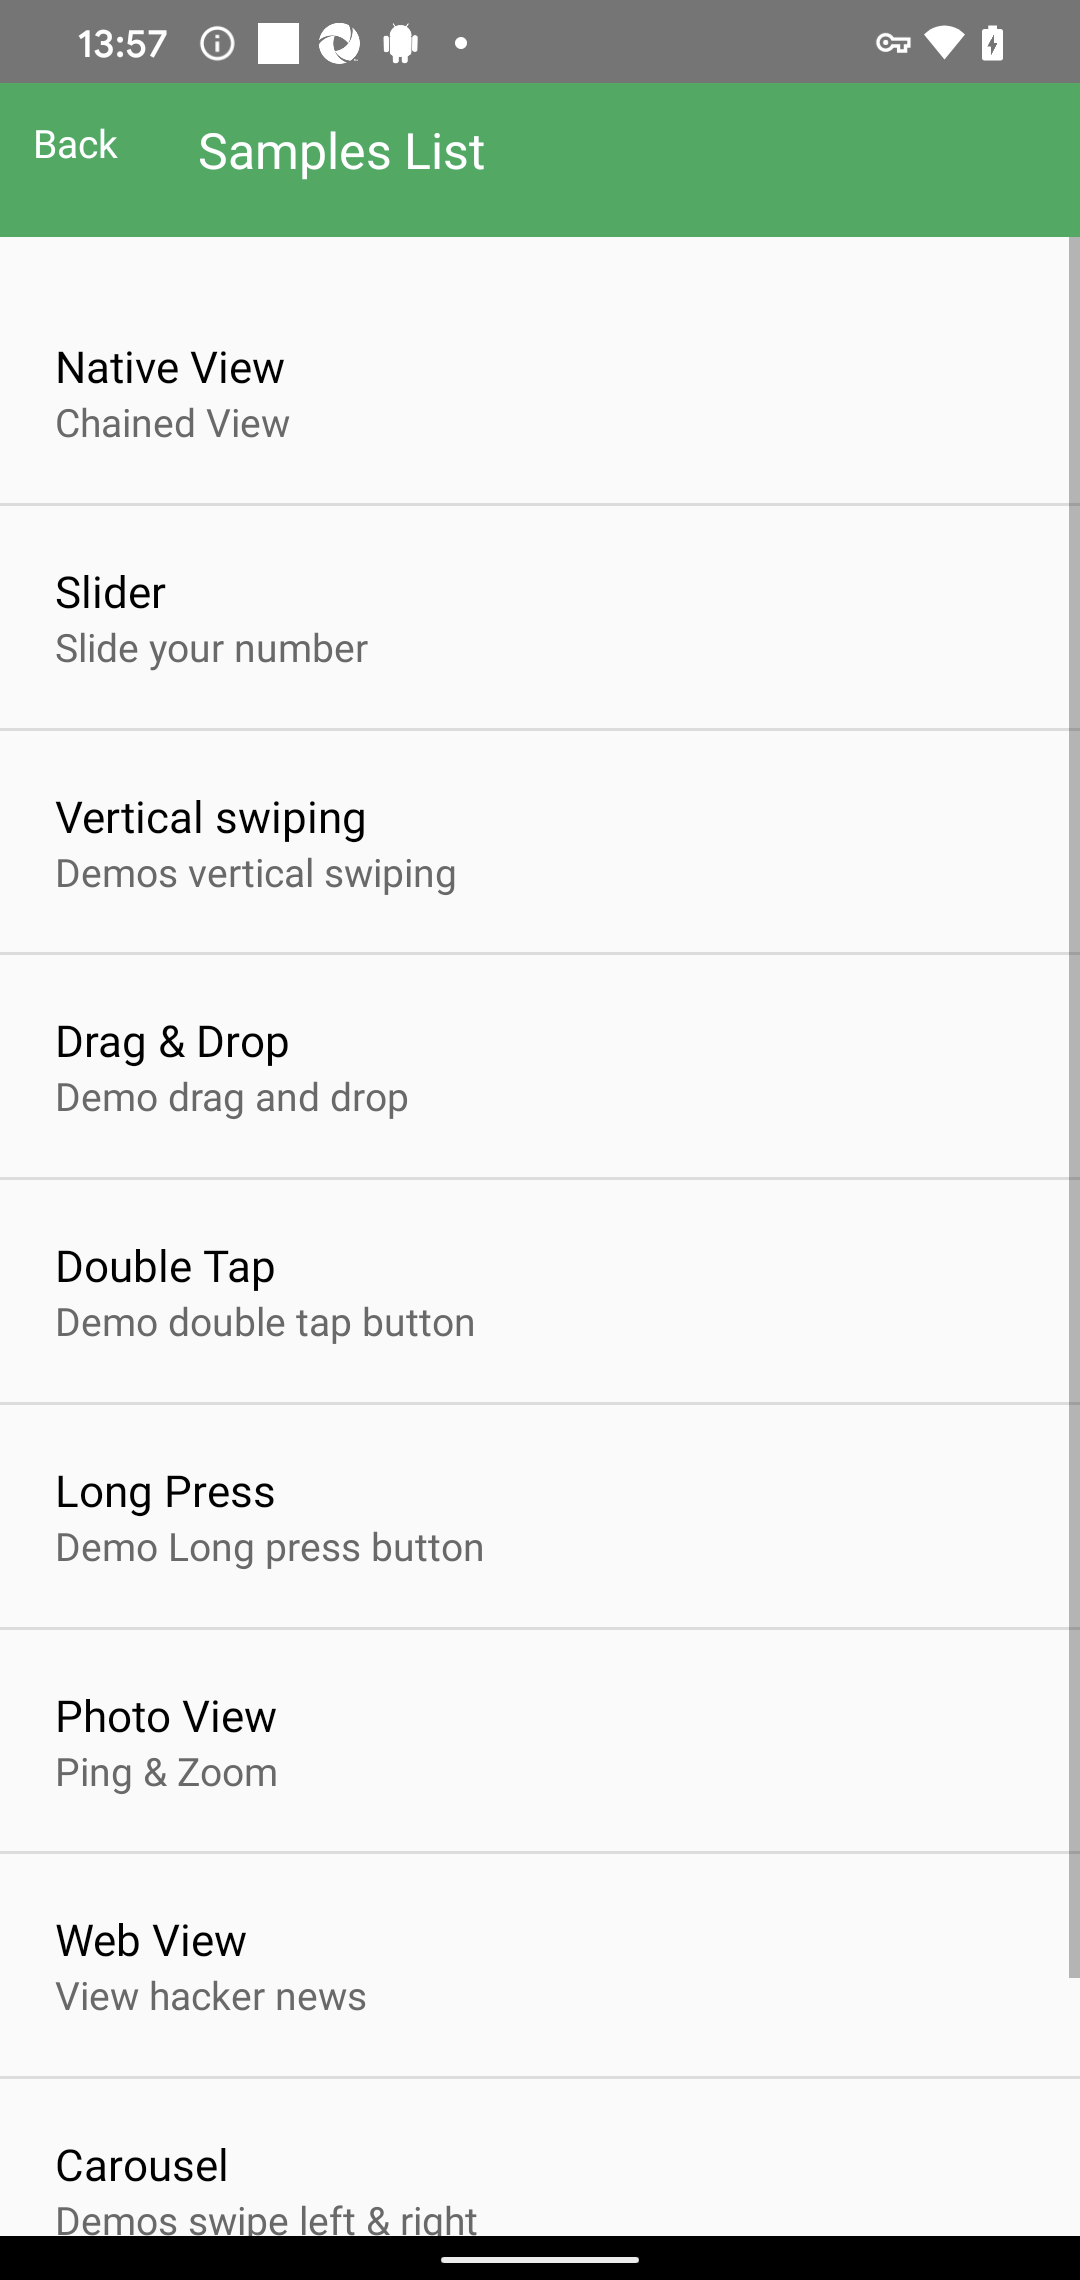 13:57
Back
Samples List
Native View
Chained View
Slider
Slide your number
Vertical swiping
Demos vertical swiping
Drag & Drop
Demo drag and drop
Double Tap
Demo double tap button
Long Press
Demo Long press button
Photo View
Ping & Zoom
Web View
View hacker news
Carousel
Demos swipe left & right